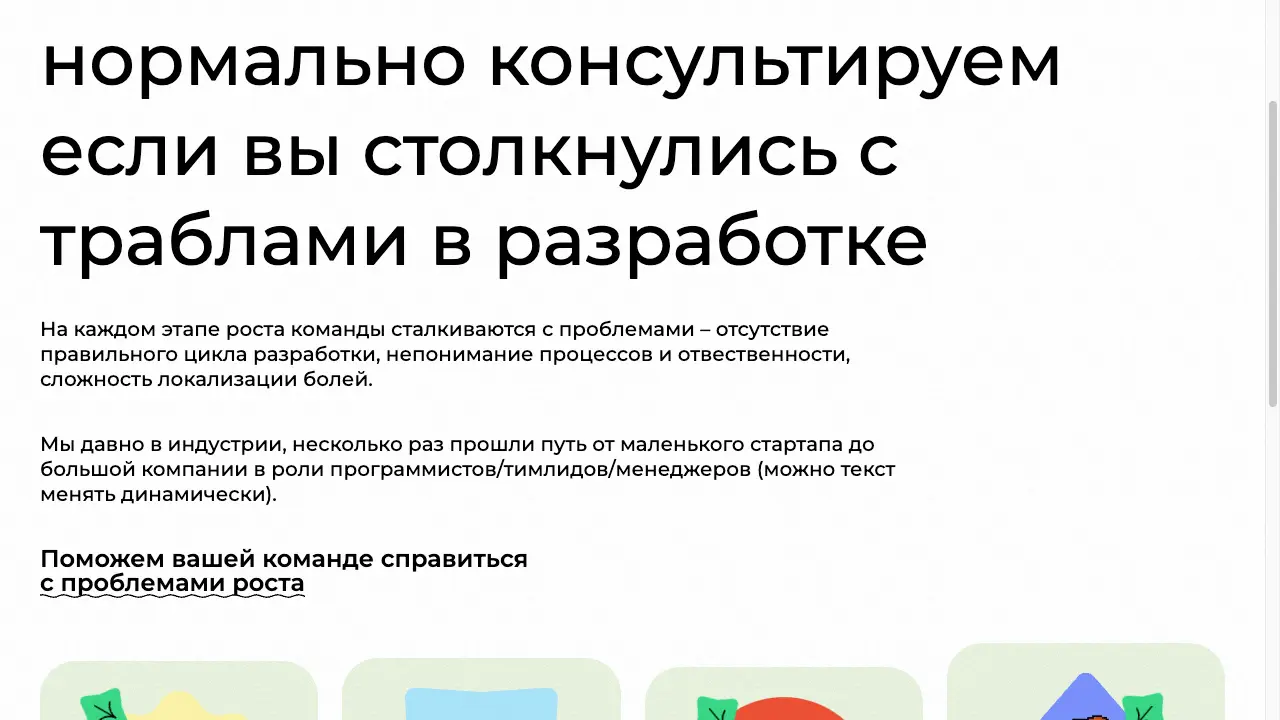 нормально консультируем
если вы столкнулись с
траблами в разработке
На каждом этапе роста команды сталкиваются с проблемами – отсутствие
правильного цикла разработки, непонимание процессов и отвественности,
сложность локализации болей.
Мы давно в индустрии, несколько раз прошли путь от маленького стартапа до
большой компании в роли программистов/тимлидов/менеджеров (можно текст
менять динамически).
Поможем вашей команде справиться
с проблемами роста